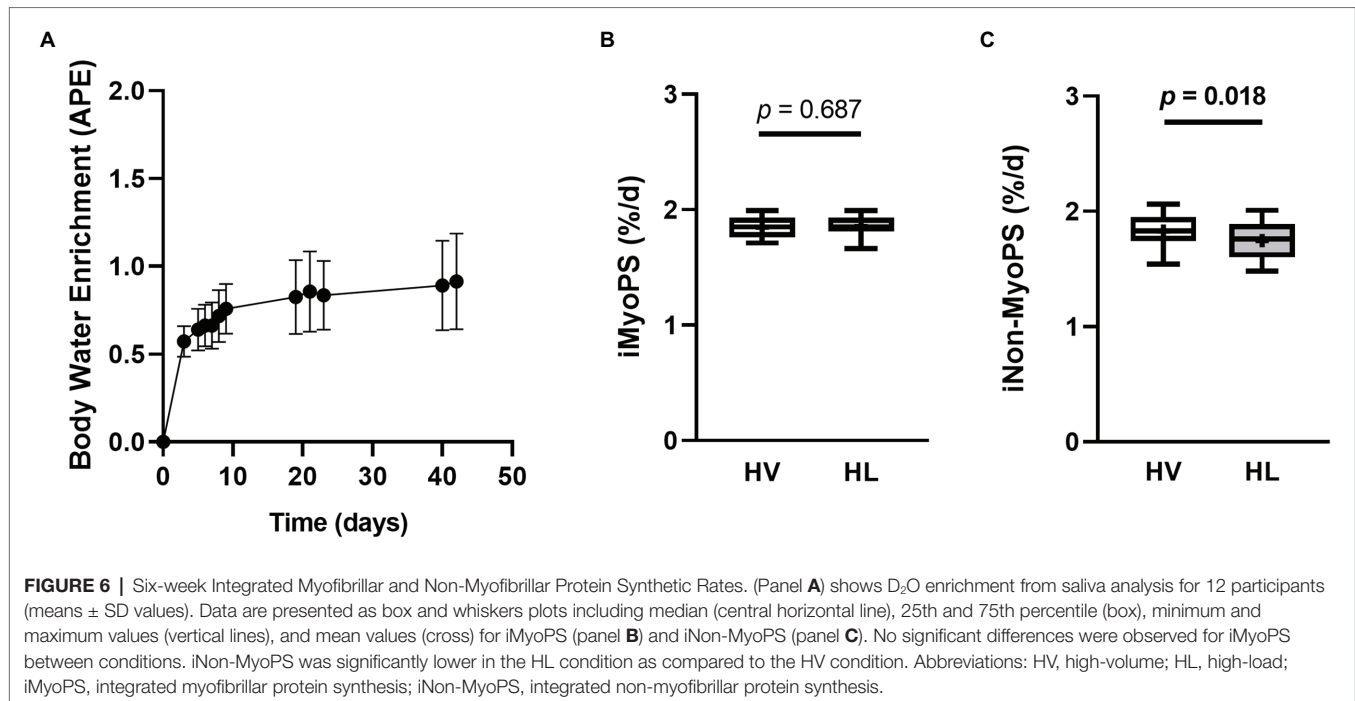 A
Body Water Enrichment (APE)
2.0
1.5
1.0
0.5
0.0
0 10 20 30 40 50
Time (days)
B
iMyoPS (%/d)
3
2
1
0
p = 0.687
HV HL
C
iNon-MyoPS (%/d)
3
2
1
0
p = 0.018
HV HL
FIGURE 6 | Six-week Integrated Myofibrillar and Non-Myofibrillar Protein Synthetic Rates. (Panel A) shows D₂O enrichment from saliva analysis for 12 participants
(means ± SD values). Data are presented as box and whiskers plots including median (central horizontal line), 25th and 75th percentile (box), minimum and
maximum values (vertical lines), and mean values (cross) for iMyoPS (panel B) and iNon-MyoPS (panel C). No significant differences were observed for iMyoPS
between conditions. iNon-MyoPS was significantly lower in the HL condition as compared to the HV condition. Abbreviations: HV, high-volume; HL, high-load;
iMyoPS, integrated myofibrillar protein synthesis; iNon-MyoPS, integrated non-myofibrillar protein synthesis.